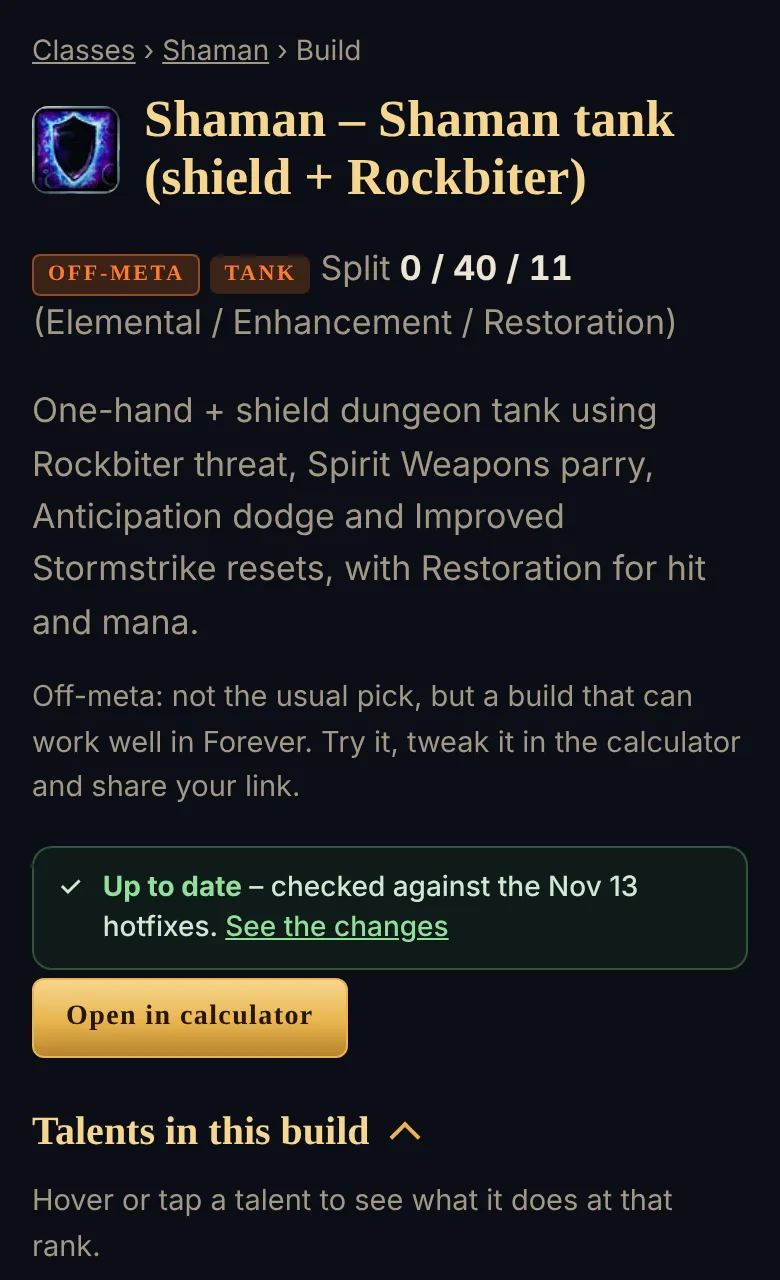 Classes › Shaman › Build
Shaman – Shaman tank
(shield + Rockbiter)
OFF-META TANK Split 0 / 40 / 11
(Elemental / Enhancement / Restoration)
One-hand + shield dungeon tank using
Rockbiter threat, Spirit Weapons parry,
Anticipation dodge and Improved
Stormstrike resets, with Restoration for hit
and mana.
Off-meta: not the usual pick, but a build that can
work well in Forever. Try it, tweak it in the calculator
and share your link.
✓ Up to date – checked against the Nov 13
hotfixes. See the changes
Open in calculator
Talents in this build
Hover or tap a talent to see what it does at that
rank.